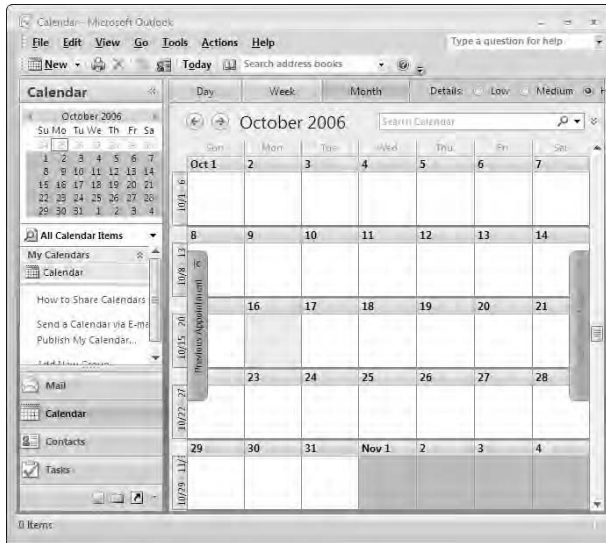 Calendar - Microsoft Outlook
File Edit View Go Tools Actions Help
Type a question for help
New Today Search address books
Calendar
Day Week Month Details: Low Medium
October 2006
Su Mo Tu We Th Fr Sa
1 2 3 4 5 6 7
8 9 10 11 12 13 14
15 16 17 18 19 20 21
22 23 24 25 26 27 28
29 30 31 1 2 3 4
All Calendar Items
My Calendars
Calendar
How to Share Calendars
Send a Calendar via E-ma
Publish My Calendar...
Add New Group...
Mail
Calendar
Contacts
Tasks
October 2006
Search Calendar
Sun Mon Tue Wed Thu Fri Sat
10/1 - 6
Oct 1 2 3 4 5 6 7
10/8 13
8 9 10 11 12 13 14
Previous Appointment
10/15 20
16 17 18 19 20 21
10/22 27
23 24 25 26 27 28
10/29 - 11/
29 30 31 Nov 1 2 3 4
0 Items